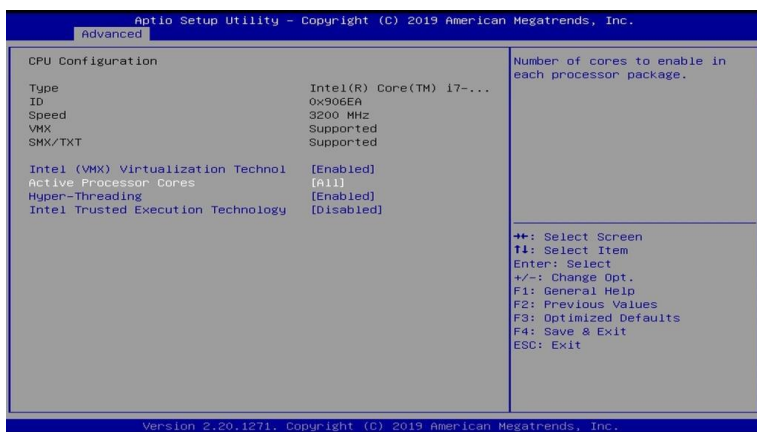 Aptio Setup Utility – Copyright (C) 2019 American Megatrends, Inc.
Advanced
CPU Configuration
Type Intel(R) Core(TM) i7-...
ID 0x906EA
Speed 3200 MHz
VMX Supported
SMX/TXT Supported
Intel (VMX) Virtualization Technol [Enabled]
Active Processor Cores [All]
Hyper-Threading [Enabled]
Intel Trusted Execution Technology [Disabled]
Number of cores to enable in
each processor package.
→←: Select Screen
↑↓: Select Item
Enter: Select
+/-: Change Opt.
F1: General Help
F2: Previous Values
F3: Optimized Defaults
F4: Save & Exit
ESC: Exit
Version 2.20.1271. Copyright (C) 2019 American Megatrends, Inc.